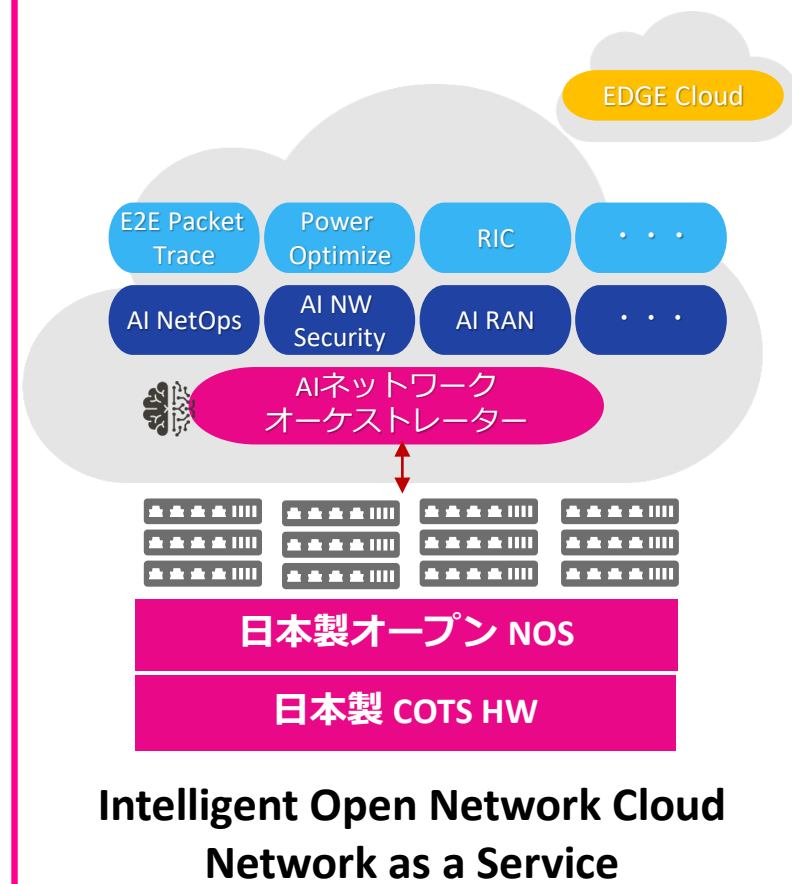 EDGE Cloud
E2E Packet
Trace
Power
Optimize
RIC
・・・
AI NetOps
AI NW
Security
AI RAN
・・・
AIネットワーク
オーケストレーター
日本製オープン NOS
日本製 COTS HW
Intelligent Open Network Cloud
Network as a Service